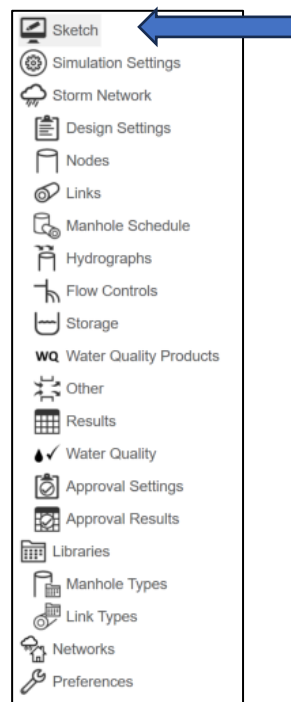 Sketch
Simulation Settings
Storm Network
Design Settings
Nodes
Links
Manhole Schedule
Hydrographs
Flow Controls
Storage
WQ Water Quality Products
Other
Results
Water Quality
Approval Settings
Approval Results
Libraries
Manhole Types
Link Types
Networks
Preferences